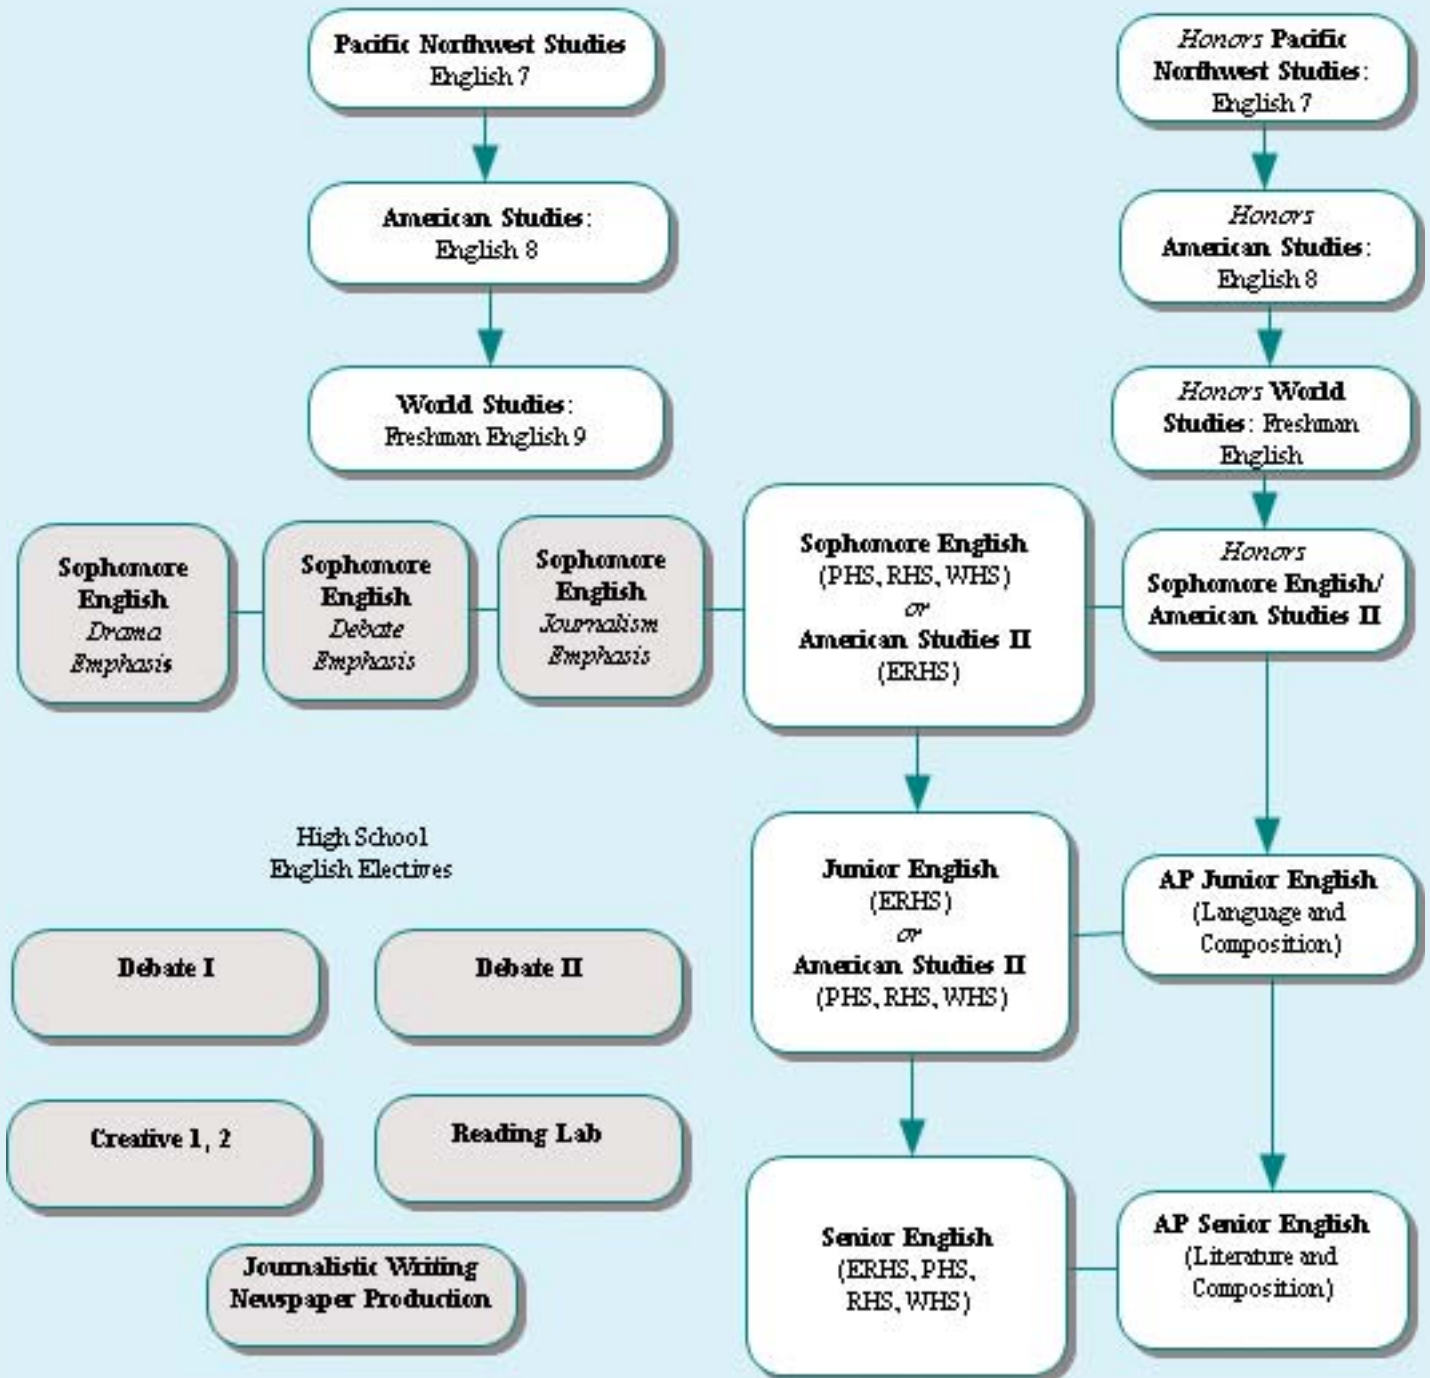 Pacific Northwest Studies
English 7
American Studies:
English 8
World Studies:
Freshman English 9
Honors Pacific
Northwest Studies:
English 7
Honors
American Studies:
English 8
Honors World
Studies: Freshman
English
Sophomore
English
Drama
Emphasis
Sophomore
English
Debate
Emphasis
Sophomore
English
Journalism
Emphasis
Sophomore English
(PHS, RHS, WHS)
or
American Studies II
(ERHS)
Honors
Sophomore English/
American Studies II
High School
English Electives
Junior English
(ERHS)
or
American Studies II
(PHS, RHS, WHS)
AP Junior English
(Language and
Composition)
Debate I
Debate II
Creative 1, 2
Reading Lab
Journalistic Writing
Newspaper Production
Senior English
(ERHS, PHS,
RHS, WHS)
AP Senior English
(Literature and
Composition)